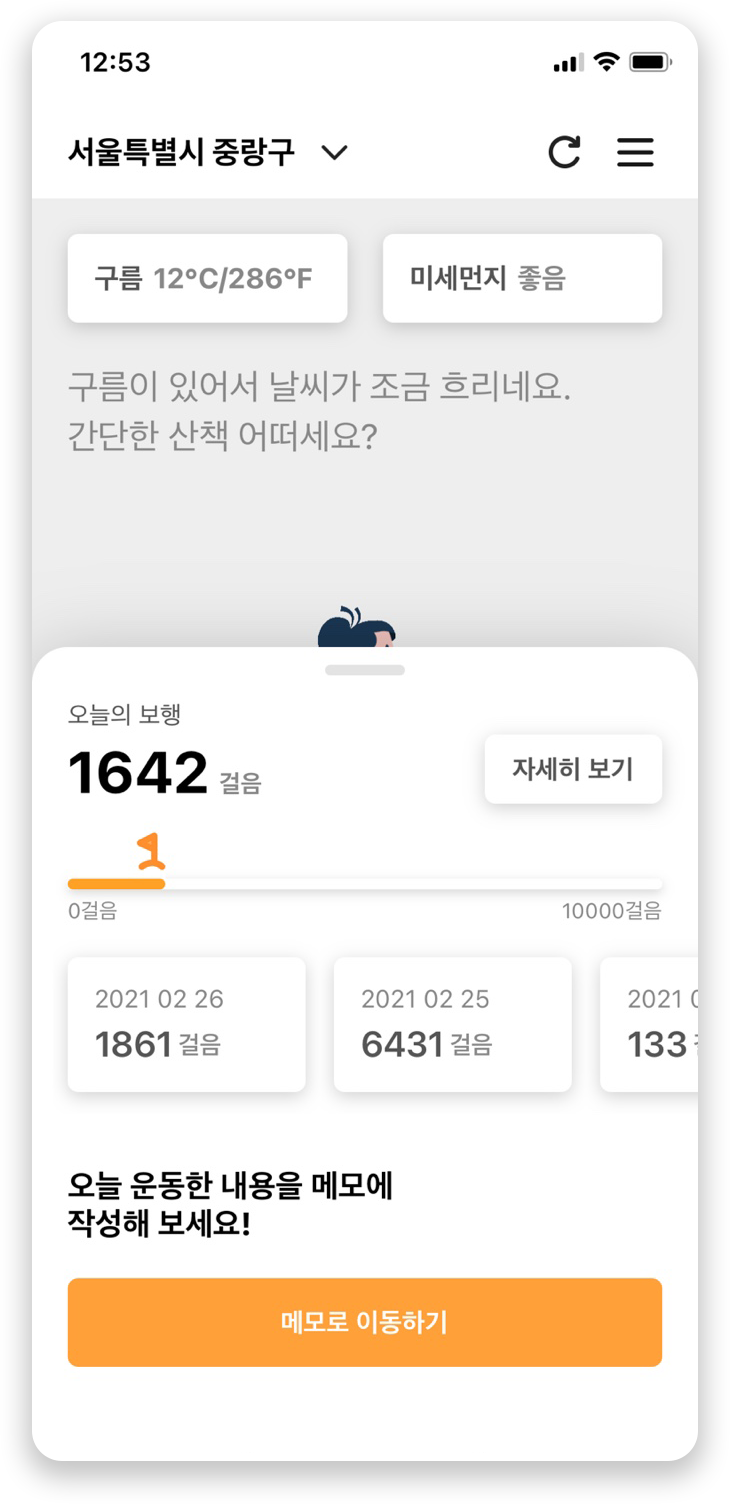 12:53
서울특별시 중랑구
구름 12°C/286°F
미세먼지 좋음
구름이 있어서 날씨가 조금 흐리네요.
간단한 산책 어떠세요?
오늘의 보행
1642 걸음
자세히 보기
0걸음
10000걸음
2021 02 26
1861 걸음
2021 02 25
6431 걸음
2021
133
오늘 운동한 내용을 메모에
작성해 보세요!
메모로 이동하기